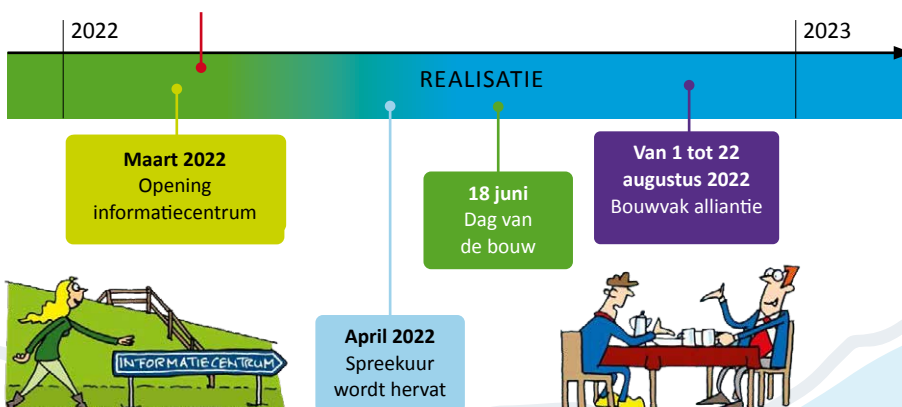 2022
2023
REALISATIE
Maart 2022
Opening
informatiecentrum
April 2022
Spreekuur
wordt hervat
18 juni
Dag van
de bouw
Van 1 tot 22
augustus 2022
Bouwvak alliantie
INFORMATIECENTRUM